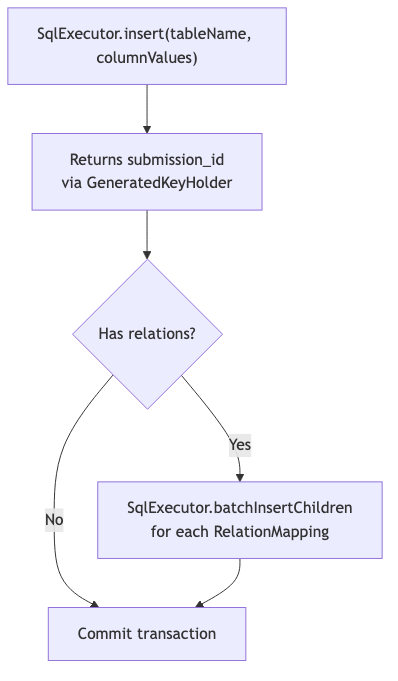 SqlExecutor.insert(tableName,
columnValues)
Returns submission_id
via GeneratedKeyHolder
Has relations?
Yes
SqlExecutor.batchInsertChildren
for each RelationMapping
No
Commit transaction